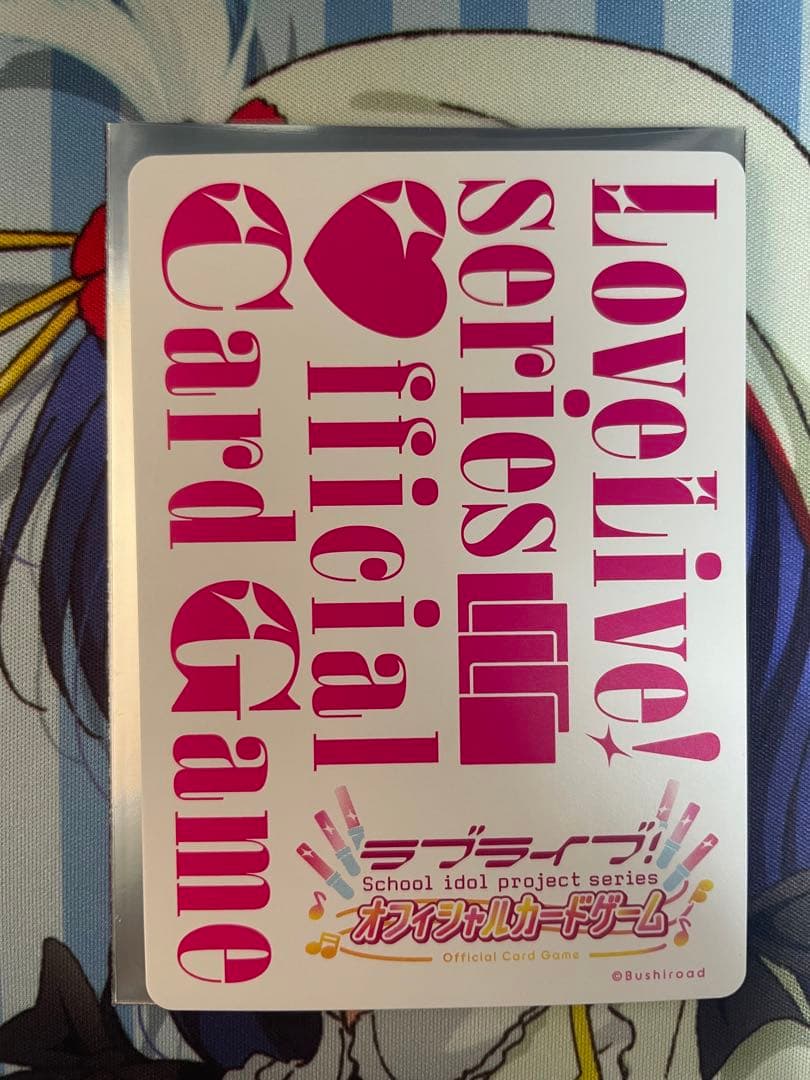 LoveLive!
series
♥fficial
Card Game
ラブライブ!
School idol project series
オフィシャルカードゲーム
Official Card Game
©Bushiroad